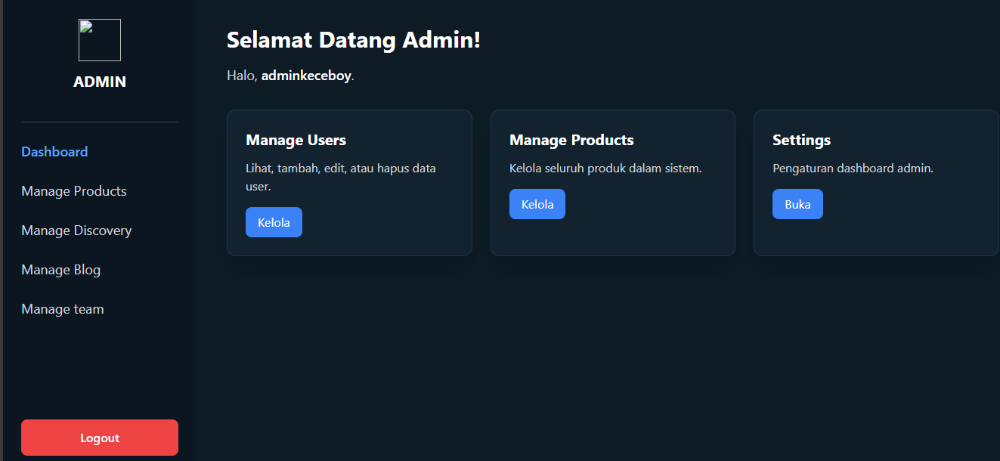 ADMIN
Dashboard
Manage Products
Manage Discovery
Manage Blog
Manage team
Logout
Selamat Datang Admin!
Halo, adminkeceboy.
Manage Users
Lihat, tambah, edit, atau hapus data
user.
Kelola
Manage Products
Kelola seluruh produk dalam sistem.
Kelola
Settings
Pengaturan dashboard admin.
Buka